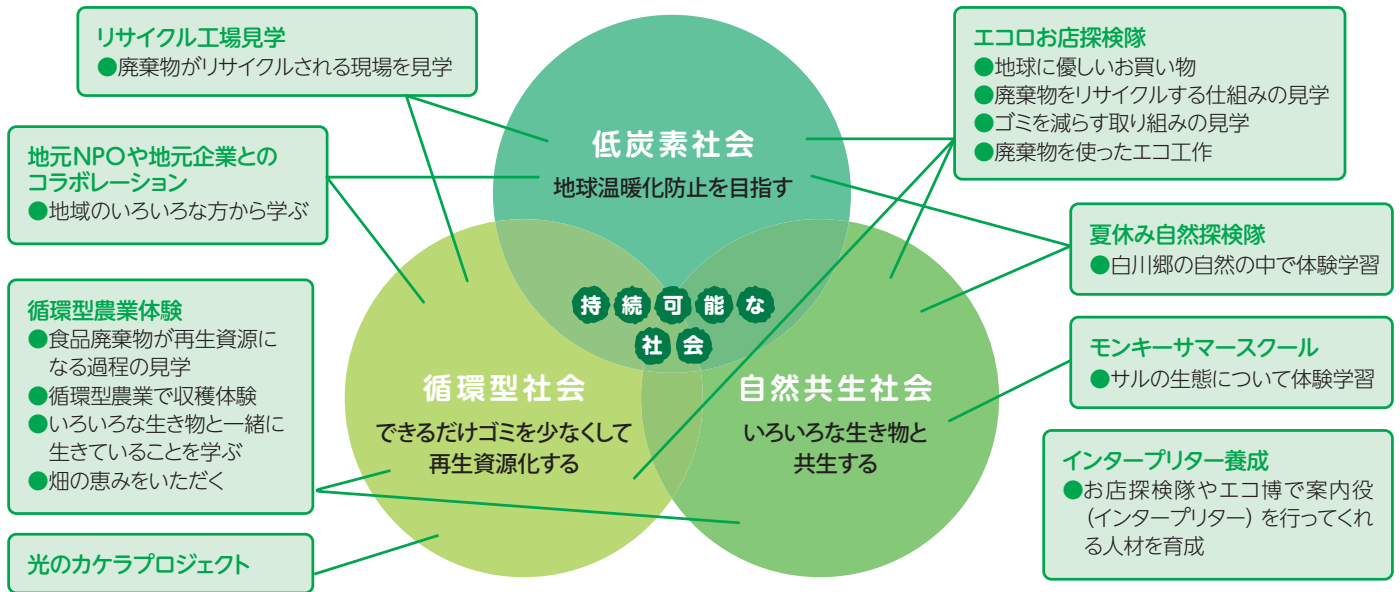 リサイクル工場見学
●廃棄物がリサイクルされる現場を見学
地元NPOや地元企業との
コラボレーション
●地域のいろいろな方から学ぶ
循環型農業体験
●食品廃棄物が再生資源に
なる過程の見学
●循環型農業で収穫体験
●いろいろな生き物と一緒に
生きていることを学ぶ
●畑の恵みをいただく
光のカケラプロジェクト
低炭素社会
地球温暖化防止を目指す
持続可能な
社会
循環型社会
できるだけゴミを少なくして
再生資源化する
自然共生社会
いろいろな生き物と
共生する
エコロお店探検隊
●地球に優しいお買い物
●廃棄物をリサイクルする仕組みの見学
●ゴミを減らす取り組みの見学
●廃棄物を使ったエコ工作
夏休み自然探検隊
●白川郷の自然の中で体験学習
モンキーサマースクール
●サルの生態について体験学習
インタープリター養成
●お店探検隊やエコ博で案内役
(インタープリター)を行ってくれ
る人材を育成